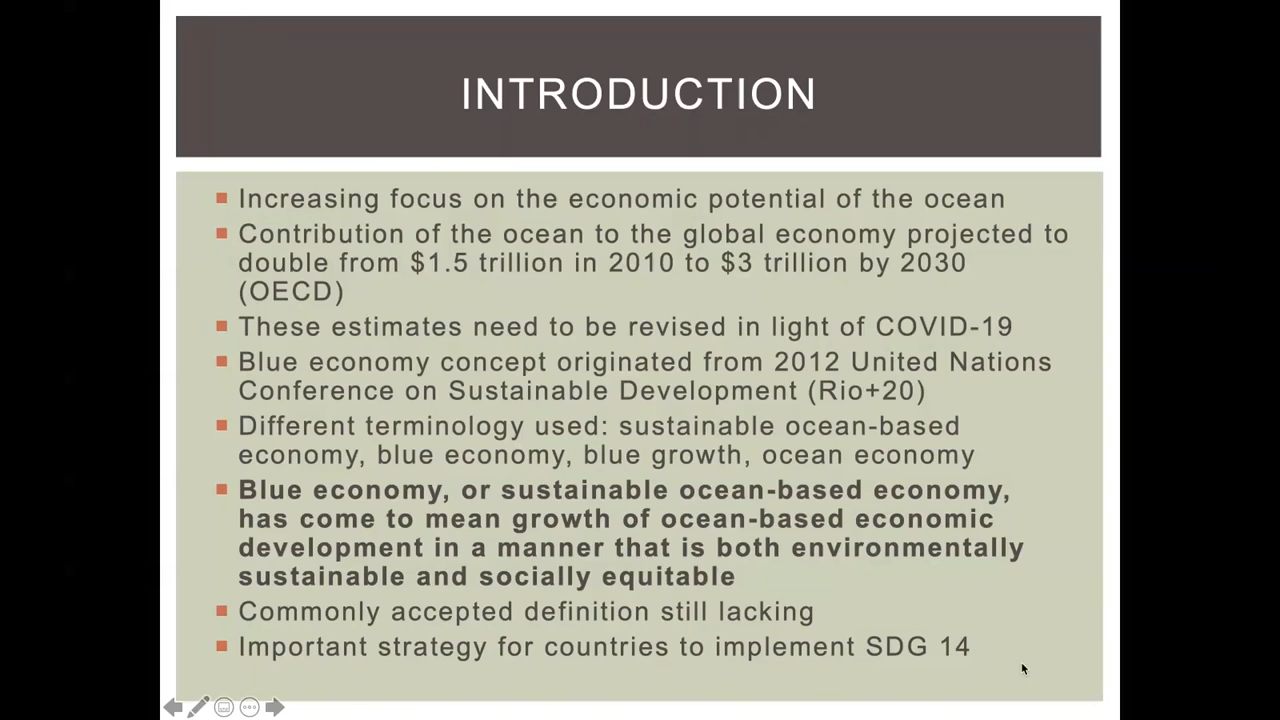 INTRODUCTION
Increasing focus on the economic potential of the ocean
Contribution of the ocean to the global economy projected to
double from $1.5 trillion in 2010 to $3 trillion by 2030
(OECD)
These estimates need to be revised in light of COVID-19
Blue economy concept originated from 2012 United Nations
Conference on Sustainable Development (Rio+20)
Different terminology used: sustainable ocean-based
economy, blue economy, blue growth, ocean economy
Blue economy, or sustainable ocean-based economy,
has come to mean growth of ocean-based economic
development in a manner that is both environmentally
sustainable and socially equitable
Commonly accepted definition still lacking
Important strategy for countries to implement SDG 14